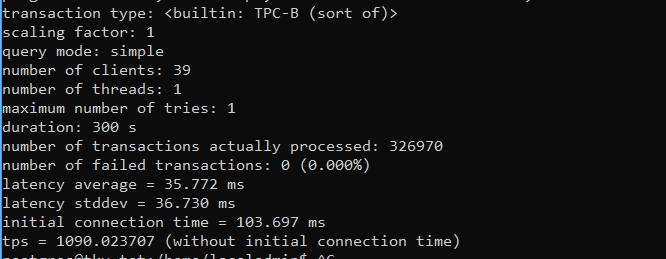 transaction type: <builtin: TPC-B (sort of)>
scaling factor: 1
query mode: simple
number of clients: 39
number of threads: 1
maximum number of tries: 1
duration: 300 s
number of transactions actually processed: 326970
number of failed transactions: 0 (0.000%)
latency average = 35.772 ms
latency stddev = 36.730 ms
initial connection time = 103.697 ms
tps = 1090.023707 (without initial connection time)